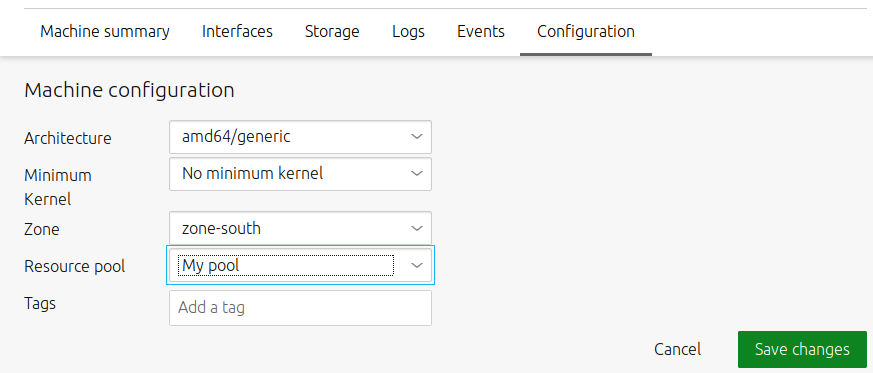 Machine summary Interfaces Storage Logs Events Configuration
Machine configuration
Architecture amd64/generic
Minimum No minimum kernel
Kernel
Zone zone-south
Resource pool My pool
Tags Add a tag
Cancel Save changes